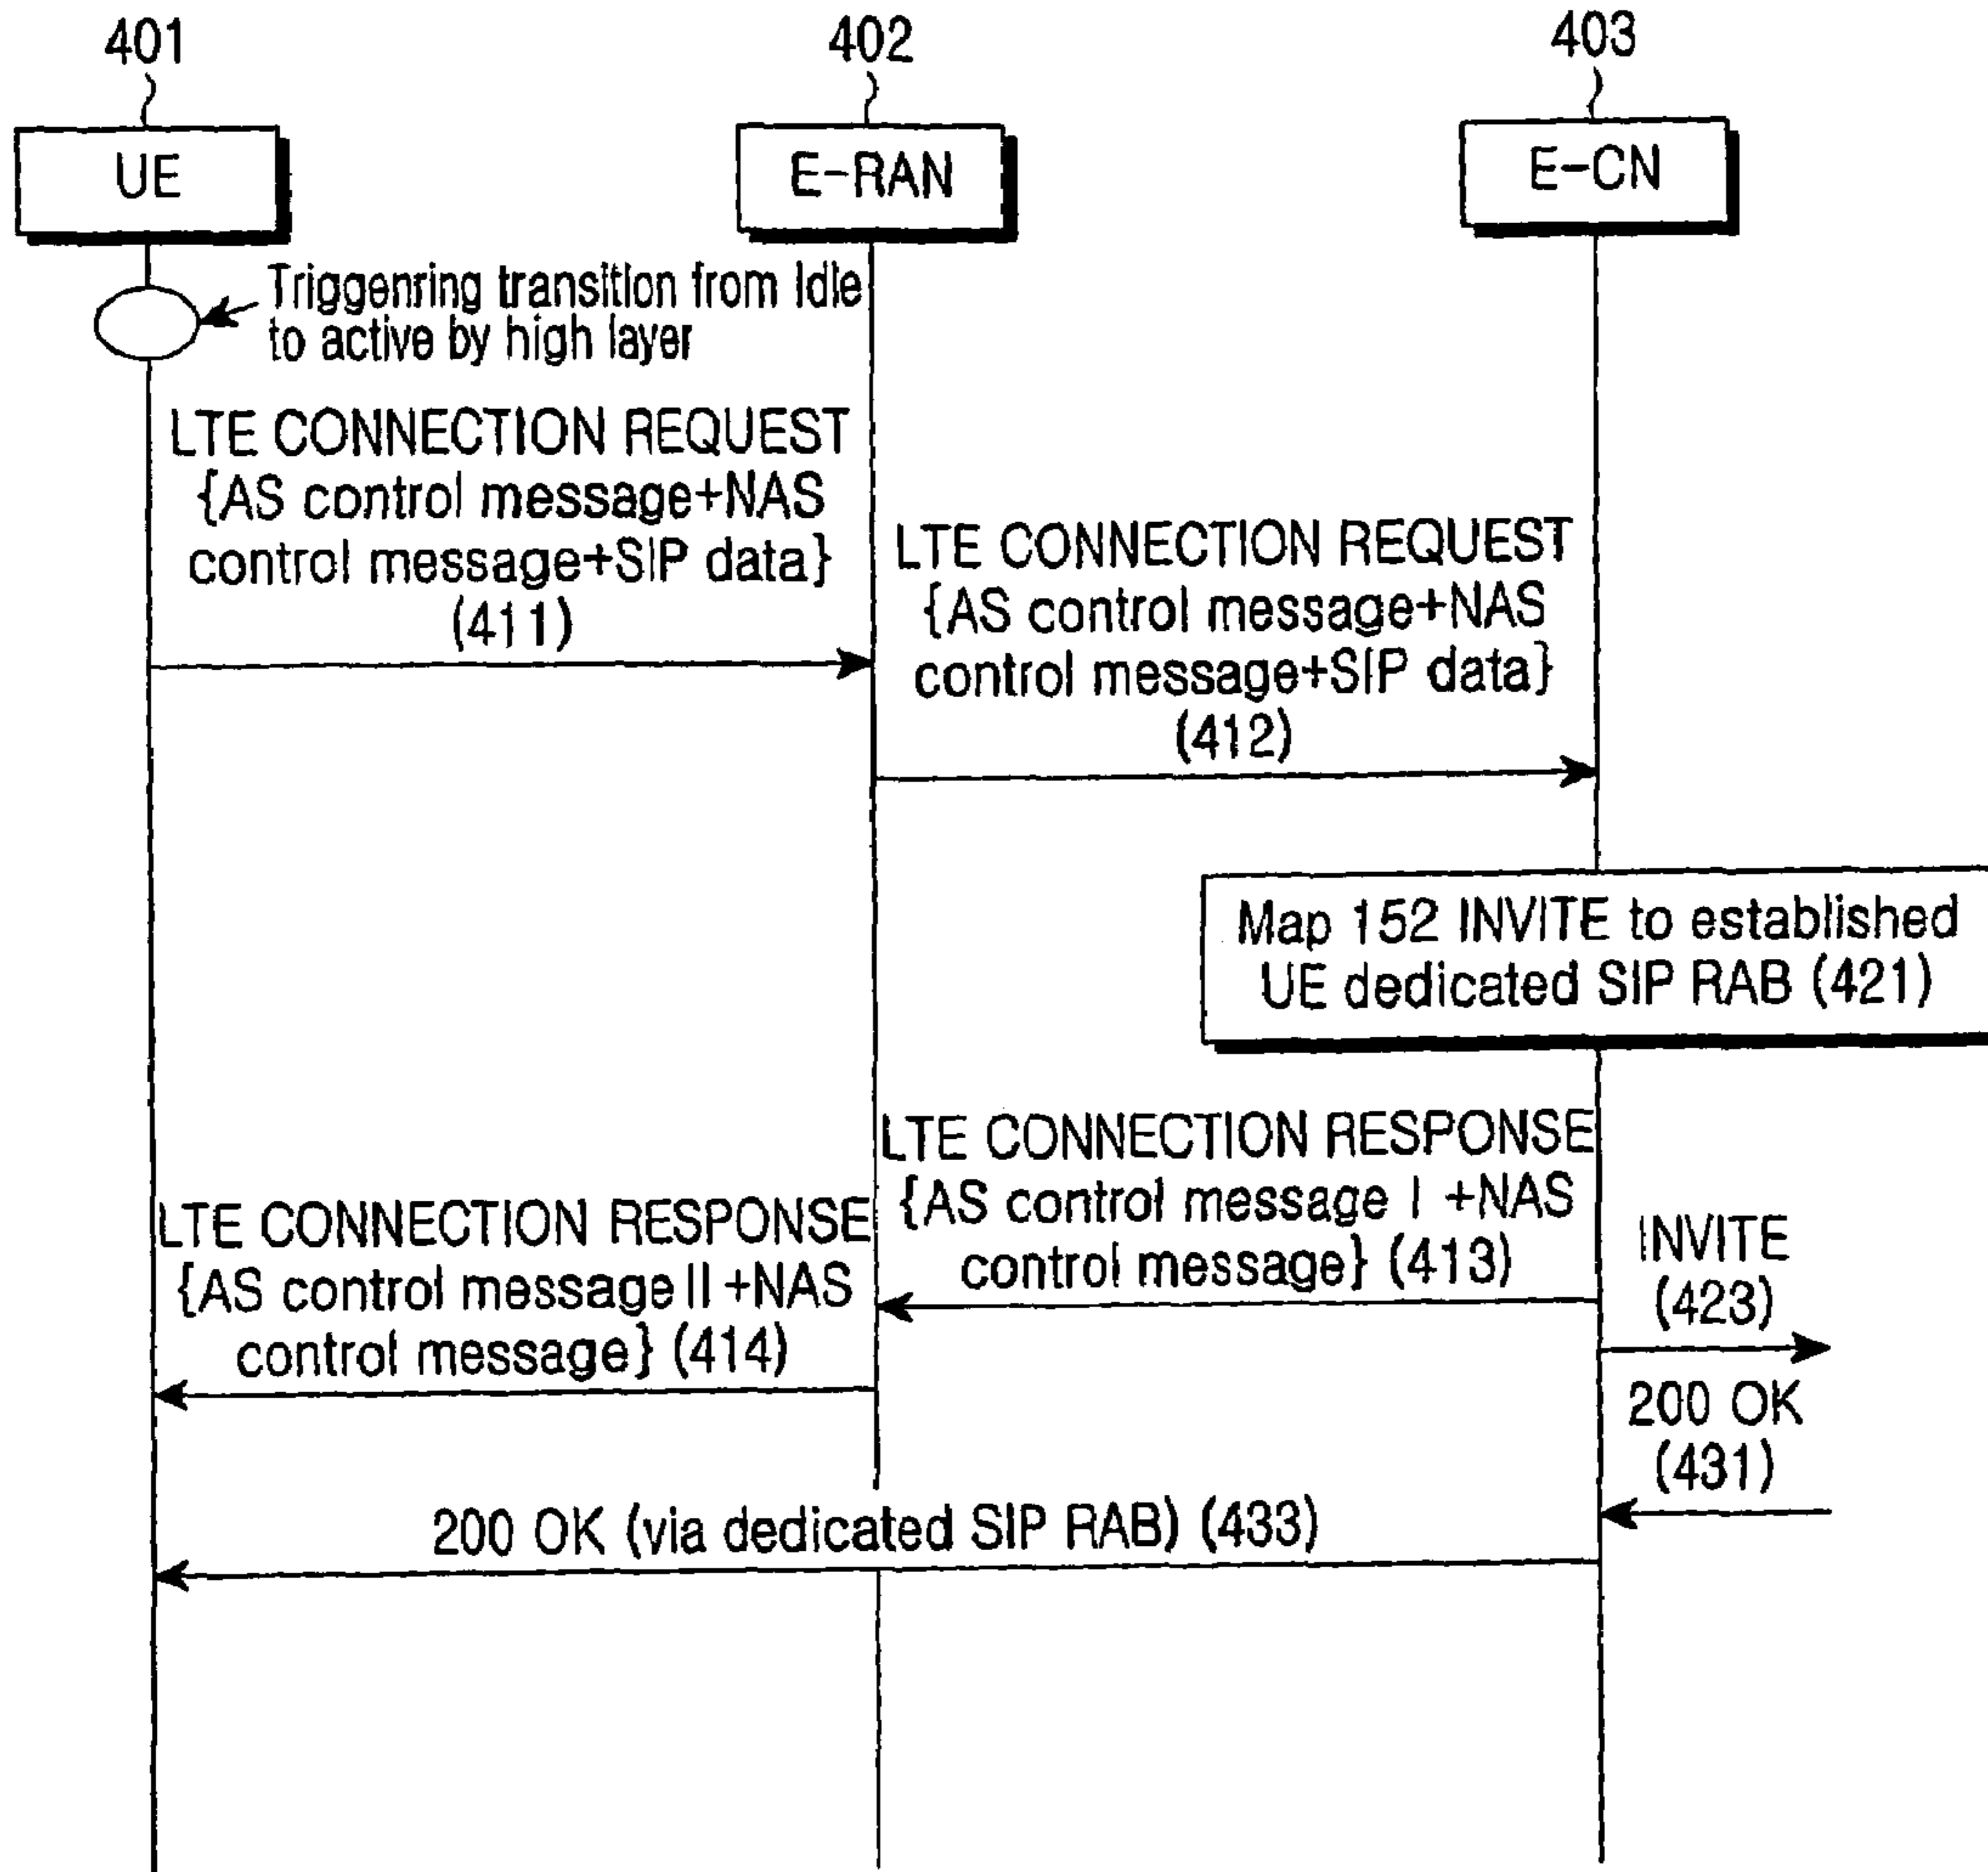 401
402
403
UE
E-RAN
E-CN
Triggenring transition from Idle
to active by high layer
LTE CONNECTION REQUEST
{AS control message+NAS
control message+SIP data}
(411)
LTE CONNECTION REQUEST
{AS control message+NAS
control message+SIP data}
(412)
Map 152 INVITE to established
UE dedicated SIP RAB (421)
LTE CONNECTION RESPONSE
{AS control message I +NAS
control message} (413)
LTE CONNECTION RESPONSE
{AS control message II +NAS
control message} (414)
INVITE
(423)
200 OK
(431)
200 OK (via dedicated SIP RAB) (433)